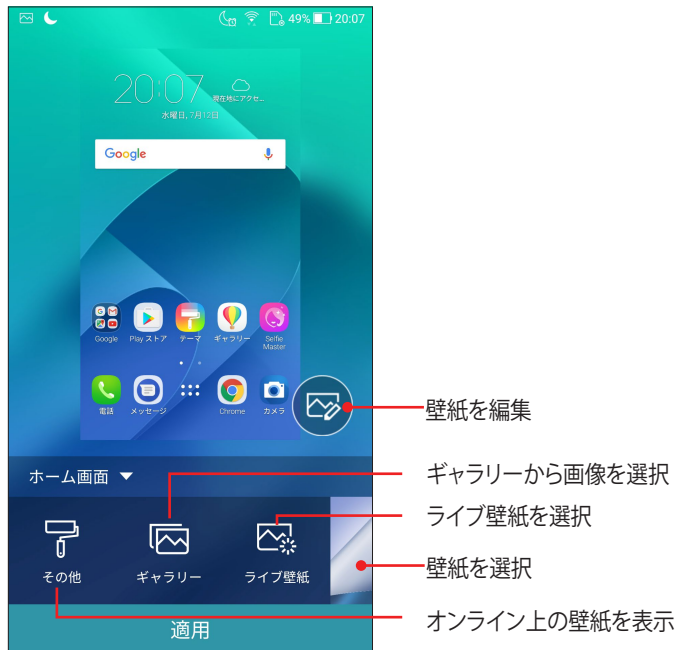 49% 20:07
20:07
現在地にアクセ...
水曜日, 7月12日
Google
Google
Play ストア
テーマ
ギャラリー
Selfie
Master
電話
メッセージ
Chrome
カメラ
壁紙を編集
ホーム画面
ギャラリーから画像を選択
ライブ壁紙を選択
壁紙を選択
その他
ギャラリー
ライブ壁紙
オンライン上の壁紙を表示
適用